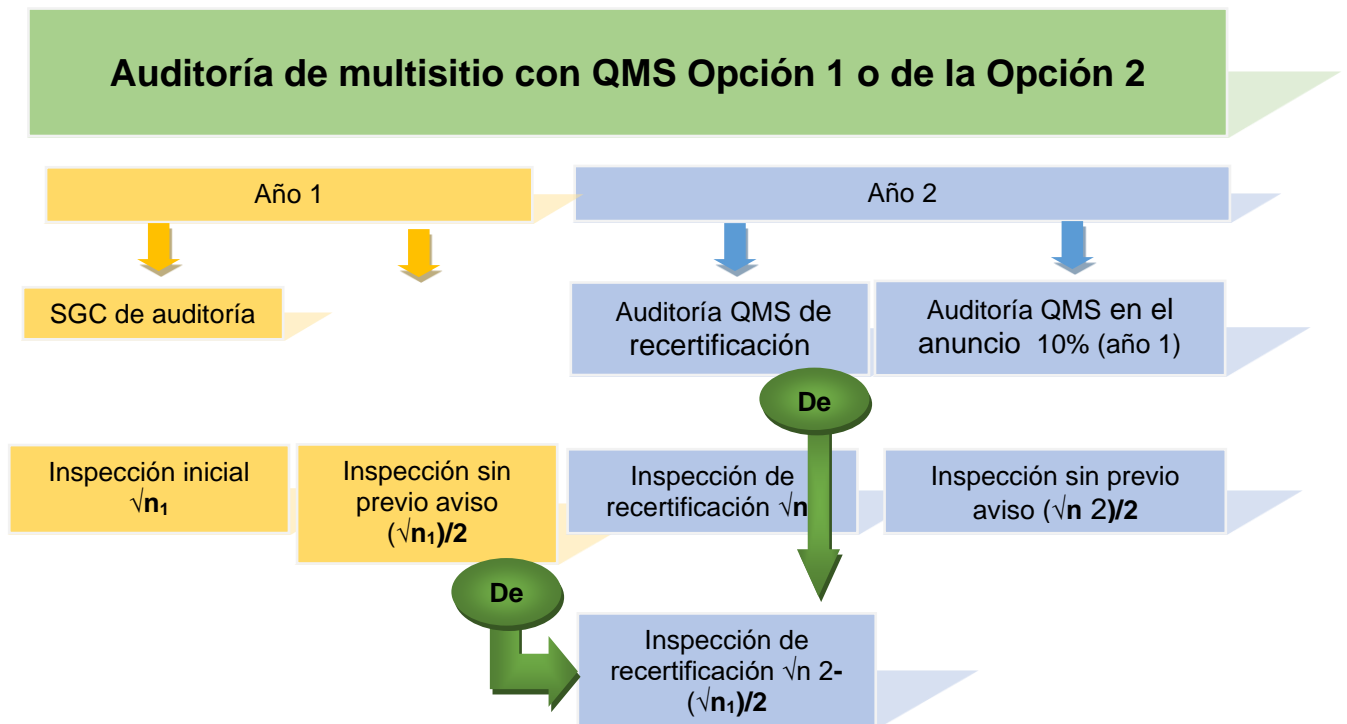 Auditoría de multisitio con QMS Opción 1 o de la Opción 2
Año 1
Año 2
SGC de auditoría
Auditoría QMS de
recertificación
Auditoría QMS en el
anuncio 10% (año 1)
De
Inspección inicial
√n₁
Inspección sin
previo aviso
(√n₁)/2
Inspección de
recertificación √n
Inspección sin previo
aviso (√n 2)/2
De
Inspección de
recertificación √n 2-
(√n₁)/2